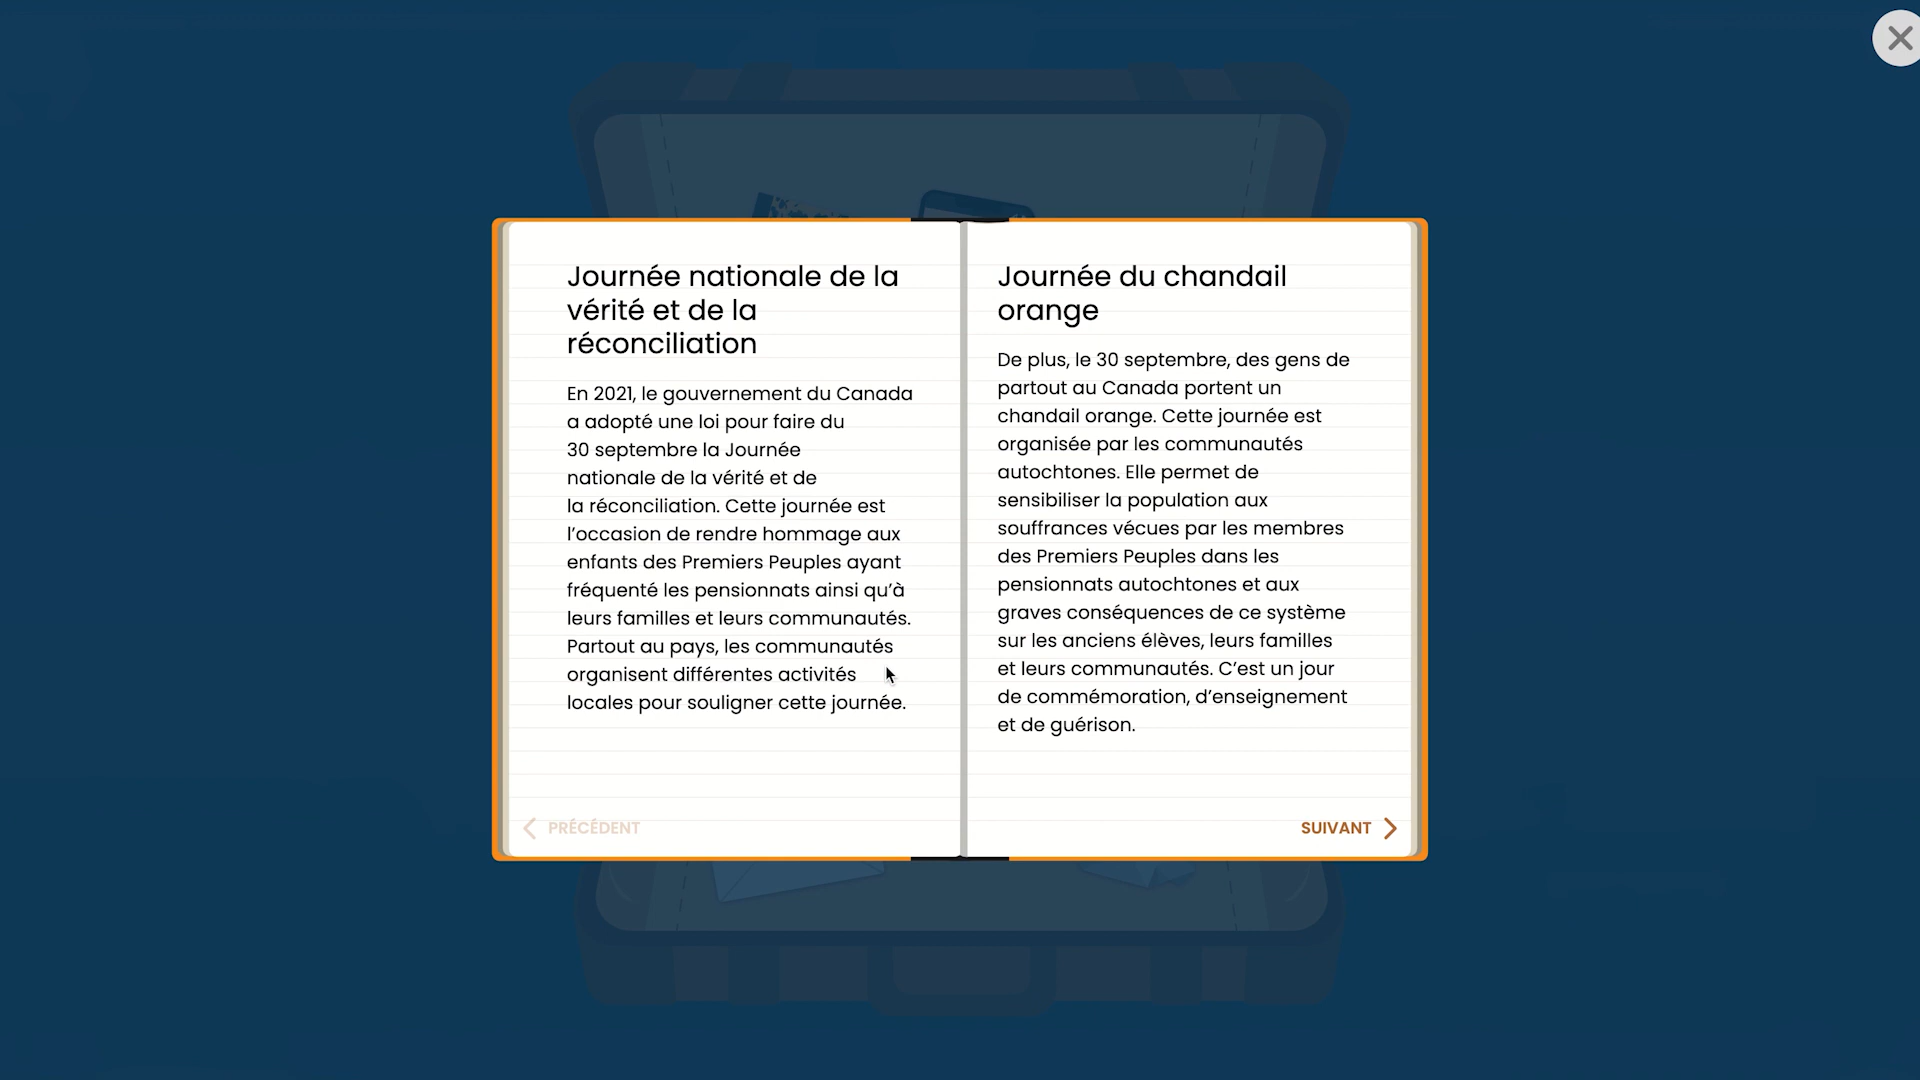 Journée nationale de la
vérité et de la
réconciliation
En 2021, le gouvernement du Canada
a adopté une loi pour faire du
30 septembre la Journée
nationale de la vérité et de
la réconciliation. Cette journée est
l’occasion de rendre hommage aux
enfants des Premiers Peuples ayant
fréquenté les pensionnats ainsi qu’à
leurs familles et leurs communautés.
Partout au pays, les communautés
organisent différentes activités
locales pour souligner cette journée.
PRÉCÉDENT
Journée du chandail
orange
De plus, le 30 septembre, des gens de
partout au Canada portent un
chandail orange. Cette journée est
organisée par les communautés
autochtones. Elle permet de
sensibiliser la population aux
souffrances vécues par les membres
des Premiers Peuples dans les
pensionnats autochtones et aux
graves conséquences de ce système
sur les anciens élèves, leurs familles
et leurs communautés. C’est un jour
de commémoration, d’enseignement
et de guérison.
SUIVANT